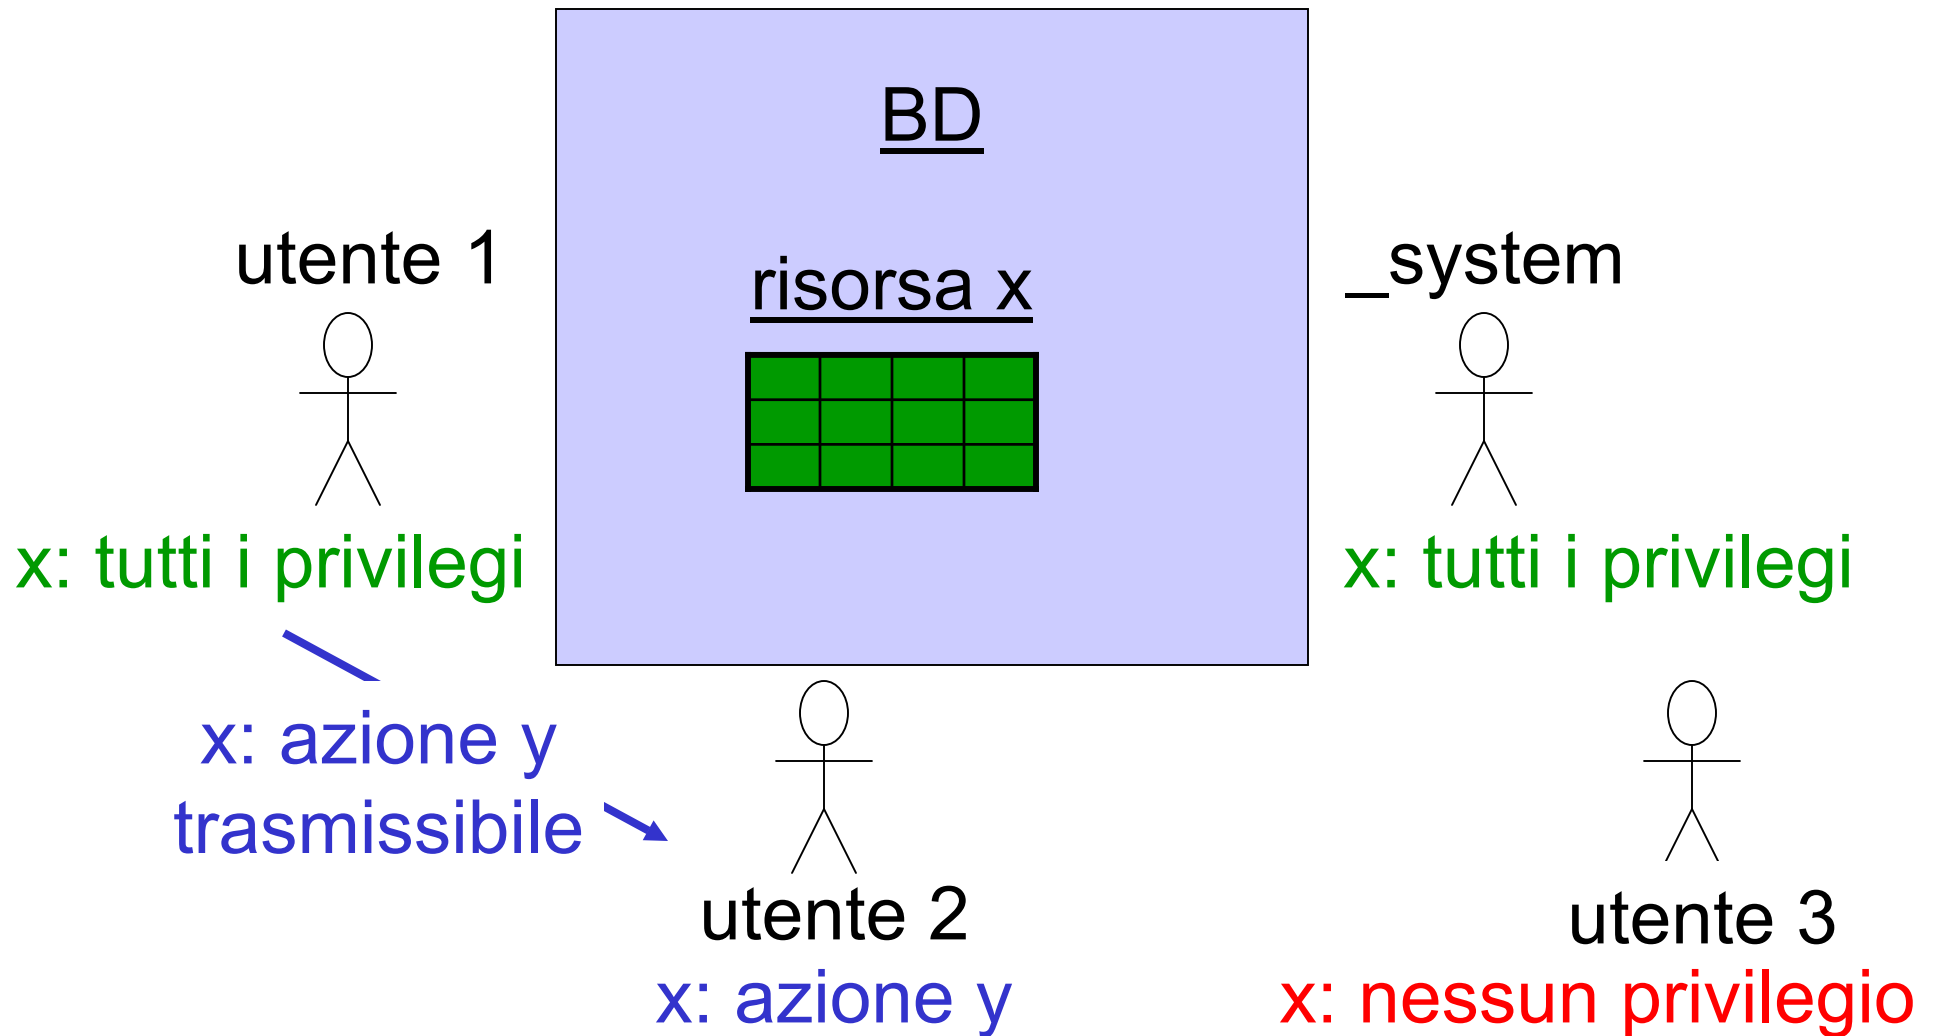 BD
utente 1
risorsa x
_system
x: tutti i privilegi
x: tutti i privilegi
x: azione y
trasmissibile
utente 2
x: azione y
utente 3
x: nessun privilegio